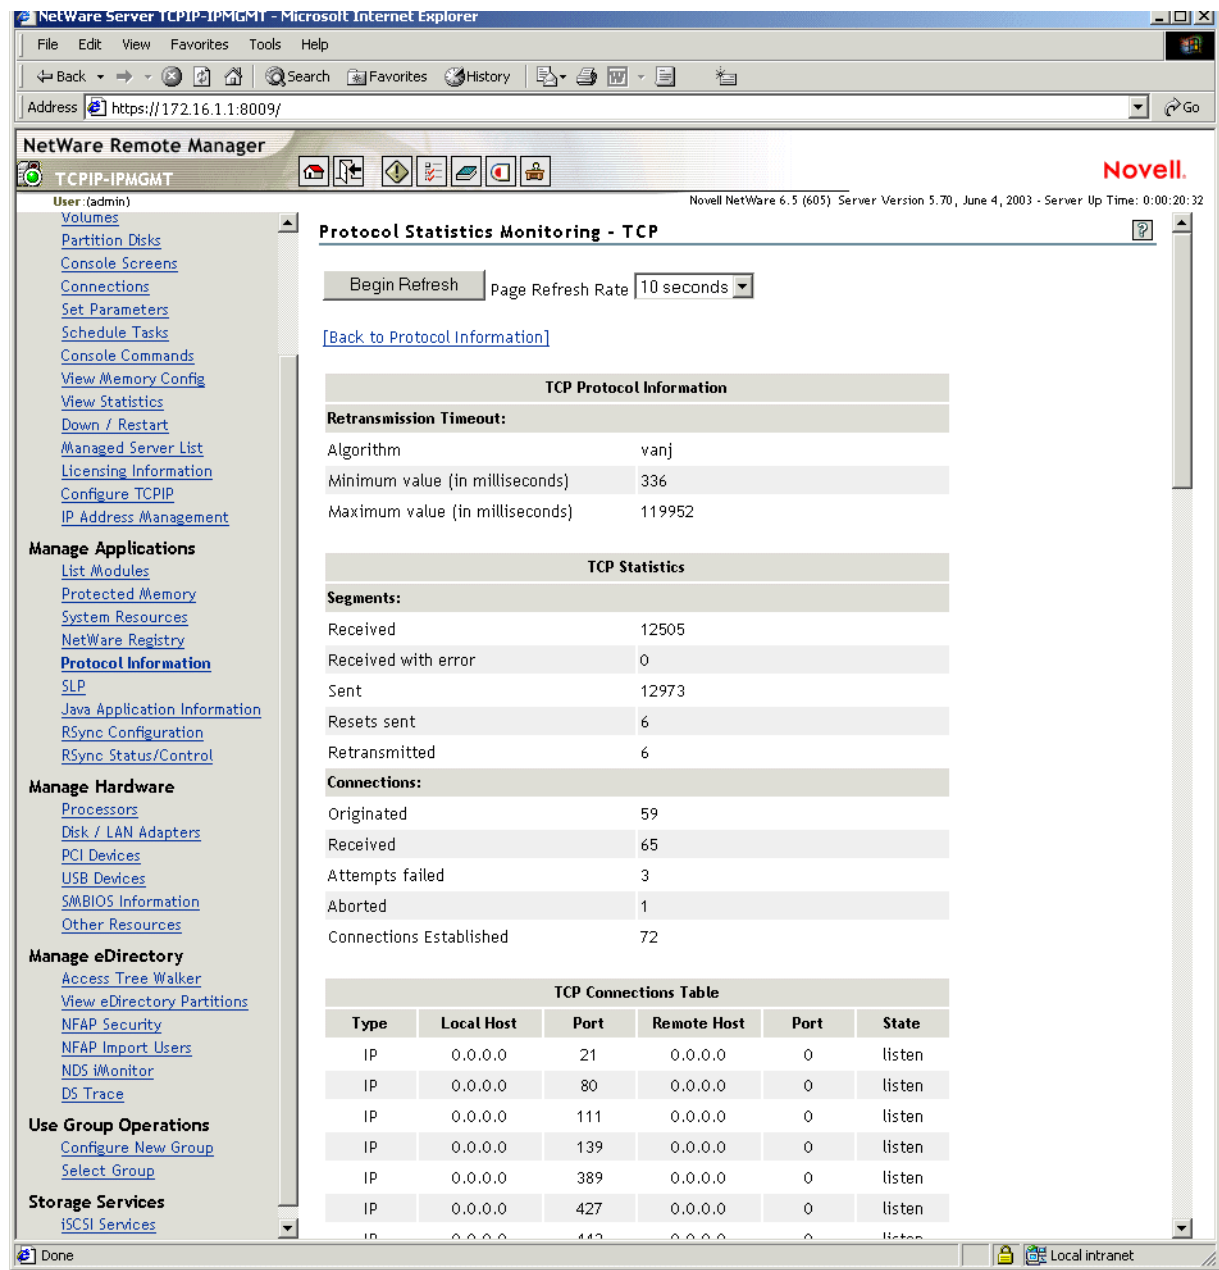 NetWare Server TCPIP-IPMGMT - Microsoft Internet Explorer
File Edit View Favorites Tools Help
Back Search Favorites History
Address https://172.16.1.1:8009/ Go
NetWare Remote Manager
TCPIP-IPMGMT
Novell.
User:(admin)
Novell NetWare 6.5 (605) Server Version 5.70, June 4, 2003 - Server Up Time: 0:00:20:32
Volumes
Partition Disks
Console Screens
Connections
Set Parameters
Schedule Tasks
Console Commands
View Memory Config
View Statistics
Down / Restart
Managed Server List
Licensing Information
Configure TCPIP
IP Address Management
Manage Applications
List Modules
Protected Memory
System Resources
NetWare Registry
Protocol Information
SLP
Java Application Information
RSync Configuration
RSync Status/Control
Manage Hardware
Processors
Disk / LAN Adapters
PCI Devices
USB Devices
SMBIOS Information
Other Resources
Manage eDirectory
Access Tree Walker
View eDirectory Partitions
NFAP Security
NFAP Import Users
NDS iMonitor
DS Trace
Use Group Operations
Configure New Group
Select Group
Storage Services
iSCSI Services
Protocol Statistics Monitoring - TCP
Begin Refresh Page Refresh Rate 10 seconds
[Back to Protocol Information]
TCP Protocol Information
Retransmission Timeout:
Algorithm vanj
Minimum value (in milliseconds) 336
Maximum value (in milliseconds) 119952
TCP Statistics
Segments:
Received 12505
Received with error 0
Sent 12973
Resets sent 6
Retransmitted 6
Connections:
Originated 59
Received 65
Attempts failed 3
Aborted 1
Connections Established 72
TCP Connections Table
Type Local Host Port Remote Host Port State
IP 0.0.0.0 21 0.0.0.0 0 listen
IP 0.0.0.0 80 0.0.0.0 0 listen
IP 0.0.0.0 111 0.0.0.0 0 listen
IP 0.0.0.0 139 0.0.0.0 0 listen
IP 0.0.0.0 389 0.0.0.0 0 listen
IP 0.0.0.0 427 0.0.0.0 0 listen
Done Local intranet